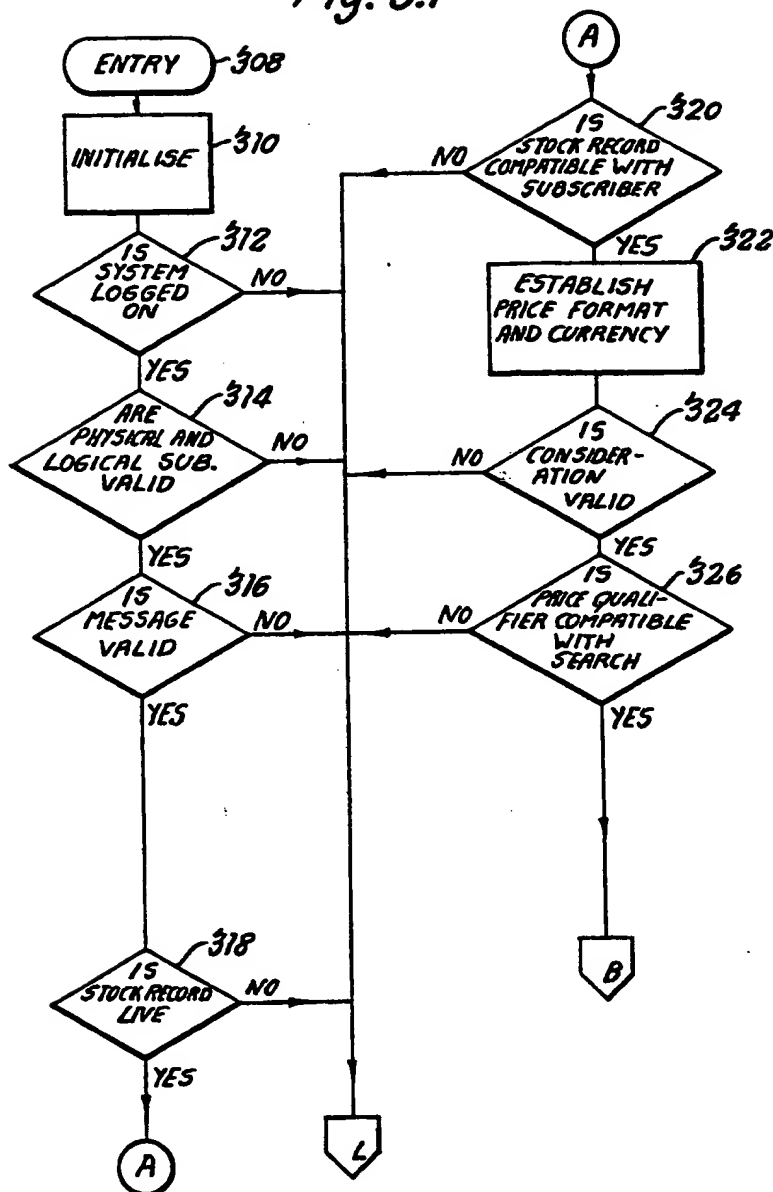 Fig. 3.1
ENTRY
308
INITIALISE
310
IS
SYSTEM
LOGGED
ON
312
NO
YES
ARE
PHYSICAL AND
LOGICAL SUB.
VALID
314
NO
YES
IS
MESSAGE
VALID
316
NO
YES
IS
STOCK RECORD
LIVE
318
NO
YES
A
L
A
IS
STOCK RECORD
COMPATIBLE WITH
SUBSCRIBER
320
NO
YES
322
ESTABLISH
PRICE FORMAT
AND CURRENCY
IS
CONSIDER-
ATION
VALID
324
NO
YES
IS
PRICE QUALI-
FIER COMPATIBLE
WITH
SEARCH
326
NO
YES
B